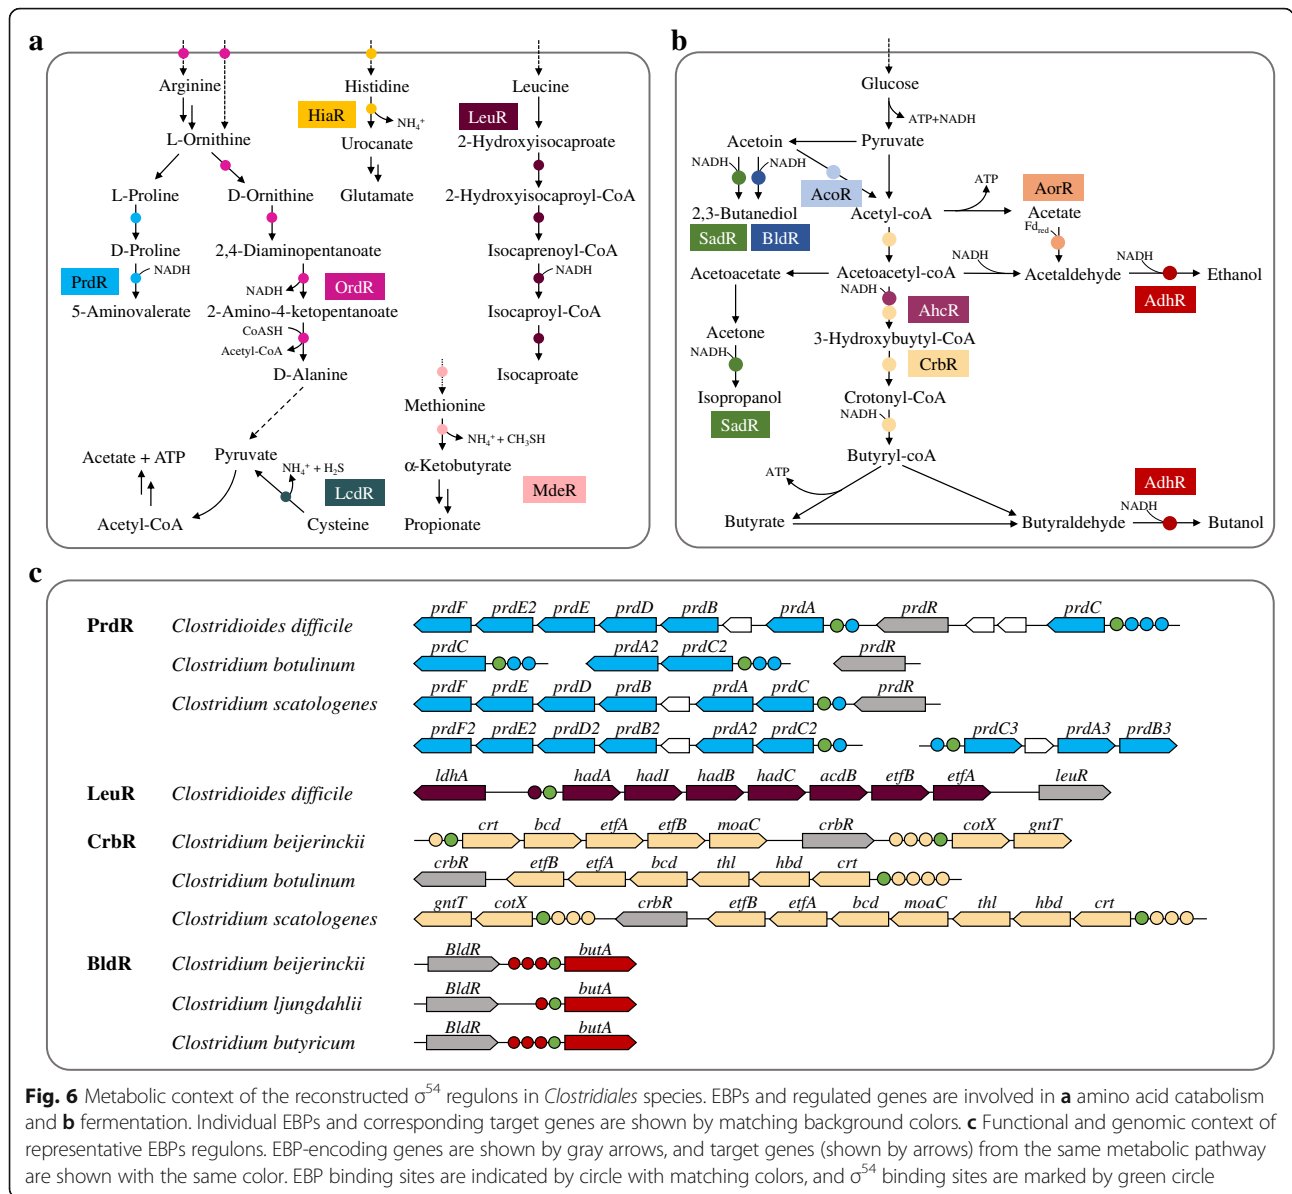 a
Arginine
L-Ornithine
L-Proline
D-Ornithine
D-Proline
2,4-Diaminopentanoate
NADH
PrdR
NADH
OrdR
5-Aminovalerate
2-Amino-4-ketopentanoate
CoASH
Acetyl-CoA
D-Alanine
Histidine
HiaR
NH₄⁺
Urocanate
Glutamate
Leucine
LeuR
2-Hydroxyisocaproate
2-Hydroxyisocaproyl-CoA
Isocaprenoyl-CoA
NADH
Isocaproyl-CoA
Isocaproate
Methionine
NH₄⁺ + CH₃SH
α-Ketobutyrate
MdeR
Propionate
Acetate + ATP
Pyruvate
NH₄⁺ + H₂S
LcdR
Acetyl-CoA
Cysteine
b
Glucose
ATP+NADH
Acetoin
Pyruvate
NADH
NADH
AcoR
ATP
AorR
2,3-Butanediol
Acetyl-coA
Acetate
SadR
BldR
Fd_red
Acetoacetate
Acetoacetyl-coA
NADH
Acetaldehyde
NADH
Ethanol
NADH
AhcR
AdhR
Acetone
3-Hydroxybuytyl-CoA
NADH
CrbR
Isopropanol
Crotonyl-CoA
SadR
NADH
Butyryl-coA
ATP
AdhR
NADH
Butyrate
Butyraldehyde
Butanol
c
PrdR
Clostridioides difficile
prdF prdE2 prdE prdD prdB prdA prdR prdC
Clostridium botulinum
prdC prdA2 prdC2 prdR
Clostridium scatologenes
prdF prdE prdD prdB prdA prdC prdR
prdF2 prdE2 prdD2 prdB2 prdA2 prdC2 prdC3 prdA3 prdB3
LeuR
Clostridioides difficile
ldhA hadA hadI hadB hadC acdB etfB etfA leuR
CrbR
Clostridium beijerinckii
crt bcd etfA etfB moaC crbR cotX gntT
Clostridium botulinum
crbR etfB etfA bcd thl hbd crt
Clostridium scatologenes
gntT cotX crbR etfB etfA bcd moaC thl hbd crt
BldR
Clostridium beijerinckii
BldR butA
Clostridium ljungdahlii
BldR butA
Clostridium butyricum
BldR butA
Fig. 6 Metabolic context of the reconstructed σ⁵⁴ regulons in Clostridiales species. EBPs and regulated genes are involved in a amino acid catabolism
and b fermentation. Individual EBPs and corresponding target genes are shown by matching background colors. c Functional and genomic context of
representative EBPs regulons. EBP-encoding genes are shown by gray arrows, and target genes (shown by arrows) from the same metabolic pathway
are shown with the same color. EBP binding sites are indicated by circle with matching colors, and σ⁵⁴ binding sites are marked by green circle